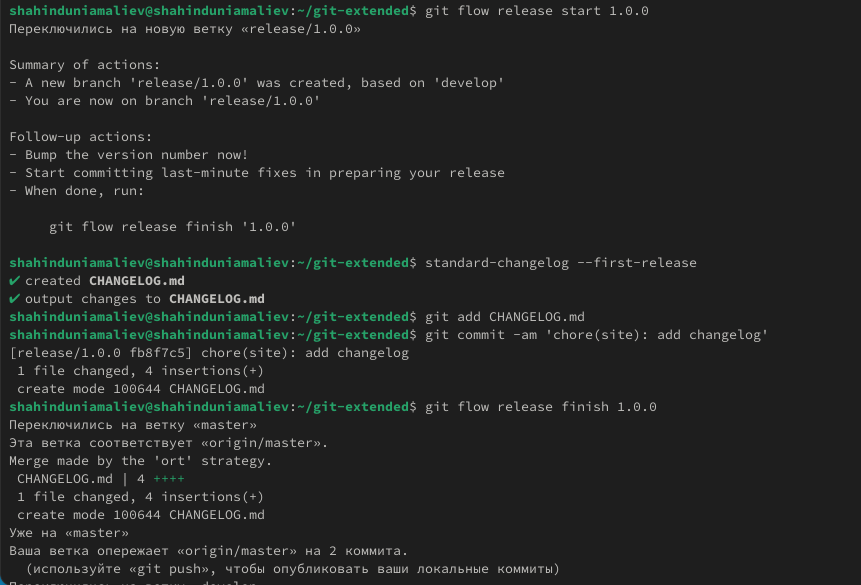 shahinduniamaliev@shahinduniamaliev:~/git-extended$ git flow release start 1.0.0
Переключились на новую ветку «release/1.0.0»

Summary of actions:
- A new branch 'release/1.0.0' was created, based on 'develop'
- You are now on branch 'release/1.0.0'

Follow-up actions:
- Bump the version number now!
- Start committing last-minute fixes in preparing your release
- When done, run:

     git flow release finish '1.0.0'

shahinduniamaliev@shahinduniamaliev:~/git-extended$ standard-changelog --first-release
✔ created CHANGELOG.md
✔ output changes to CHANGELOG.md
shahinduniamaliev@shahinduniamaliev:~/git-extended$ git add CHANGELOG.md
shahinduniamaliev@shahinduniamaliev:~/git-extended$ git commit -am 'chore(site): add changelog'
[release/1.0.0 fb8f7c5] chore(site): add changelog
 1 file changed, 4 insertions(+)
 create mode 100644 CHANGELOG.md
shahinduniamaliev@shahinduniamaliev:~/git-extended$ git flow release finish 1.0.0
Переключились на ветку «master»
Эта ветка соответствует «origin/master».
Merge made by the 'ort' strategy.
 CHANGELOG.md | 4 ++++
 1 file changed, 4 insertions(+)
 create mode 100644 CHANGELOG.md
Уже на «master»
Ваша ветка опережает «origin/master» на 2 коммита.
  (используйте «git push», чтобы опубликовать ваши локальные коммиты)